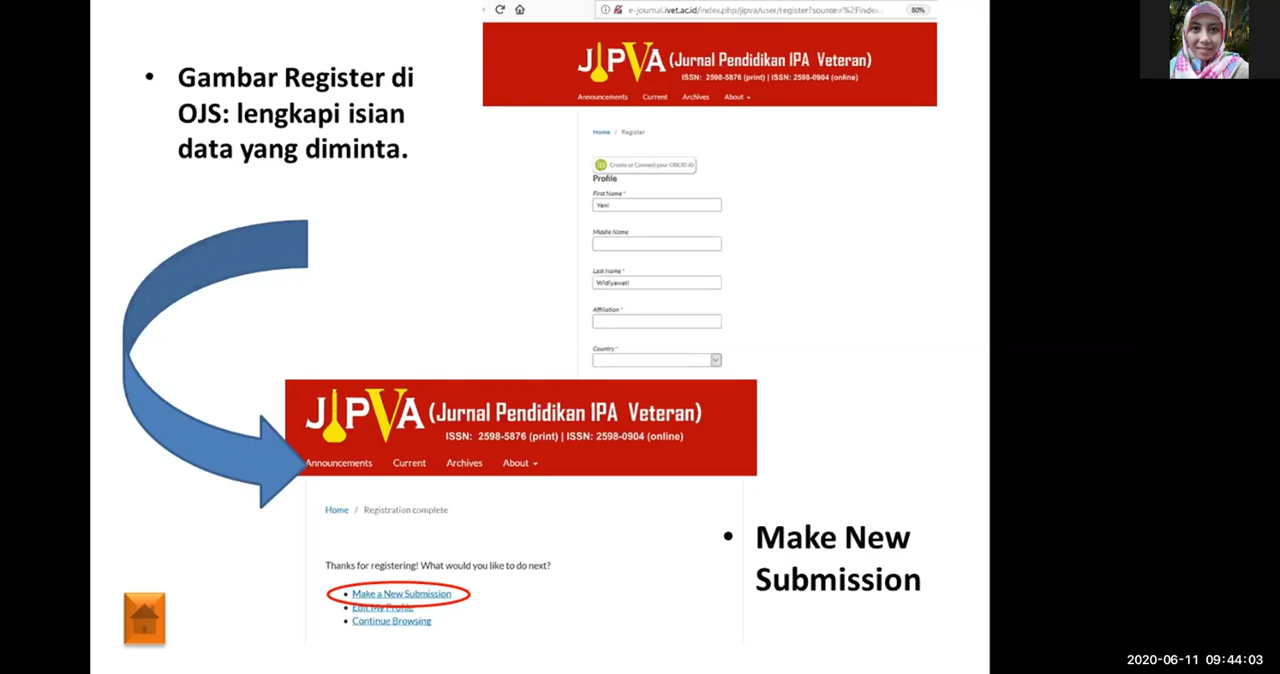 • Gambar Register di
OJS: lengkapi isian
data yang diminta.
e-journal.ivet.ac.id/index.php/jipva/user/register?source=%2Findex.
80%
JIPVA (Jurnal Pendidikan IPA Veteran)
ISSN: 2598-5876 (print) | ISSN: 2598-0904 (online)
Announcements Current Archives About
Home / Register
iD Create or Connect your ORCID iD
Profile
First Name *
Yeni
Middle Name
Last Name *
Widiyawati
Affiliation *
Country *
JIPVA (Jurnal Pendidikan IPA Veteran)
ISSN: 2598-5876 (print) | ISSN: 2598-0904 (online)
Announcements Current Archives About
Home / Registration complete
Thanks for registering! What would you like to do next?
• Make a New Submission
• Edit My Profile
• Continue Browsing
• Make New
Submission
2020-06-11 09:44:03